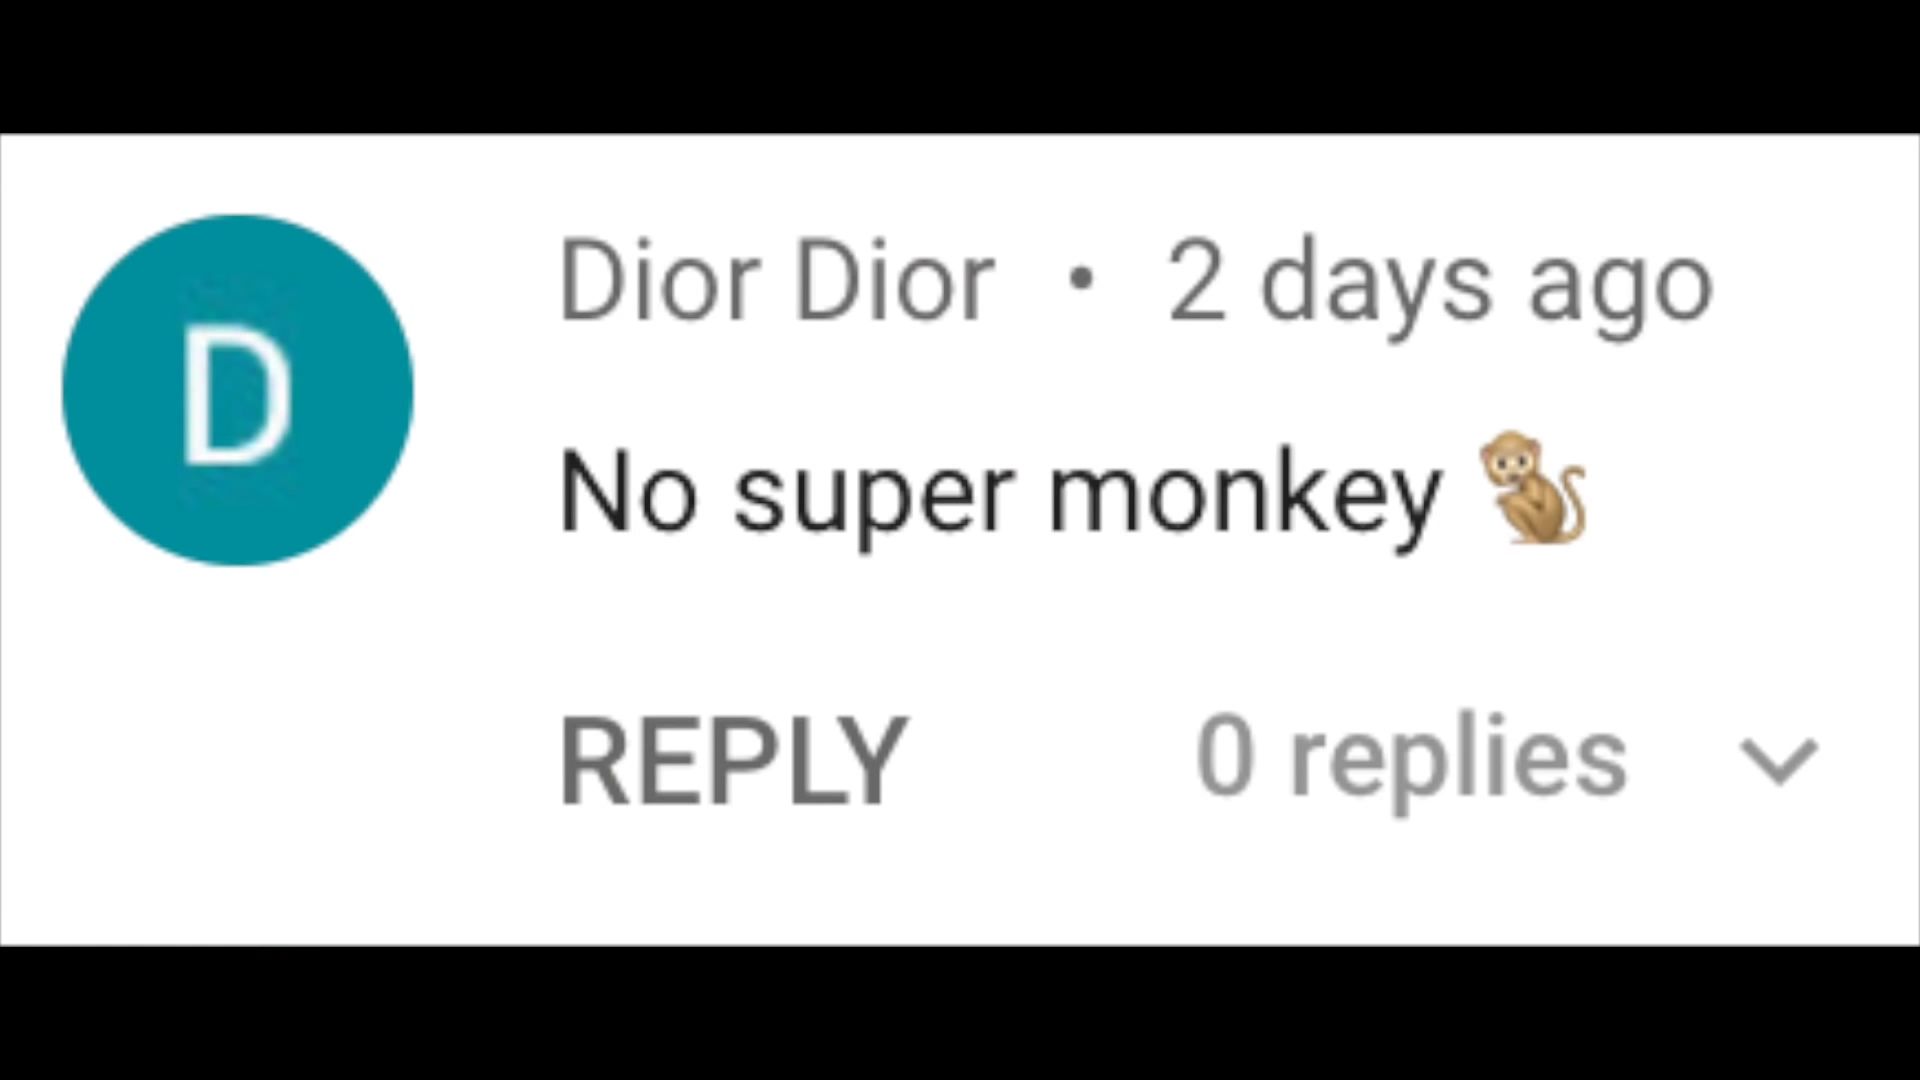 D
Dior Dior • 2 days ago
No super monkey 🐒
REPLY 0 replies